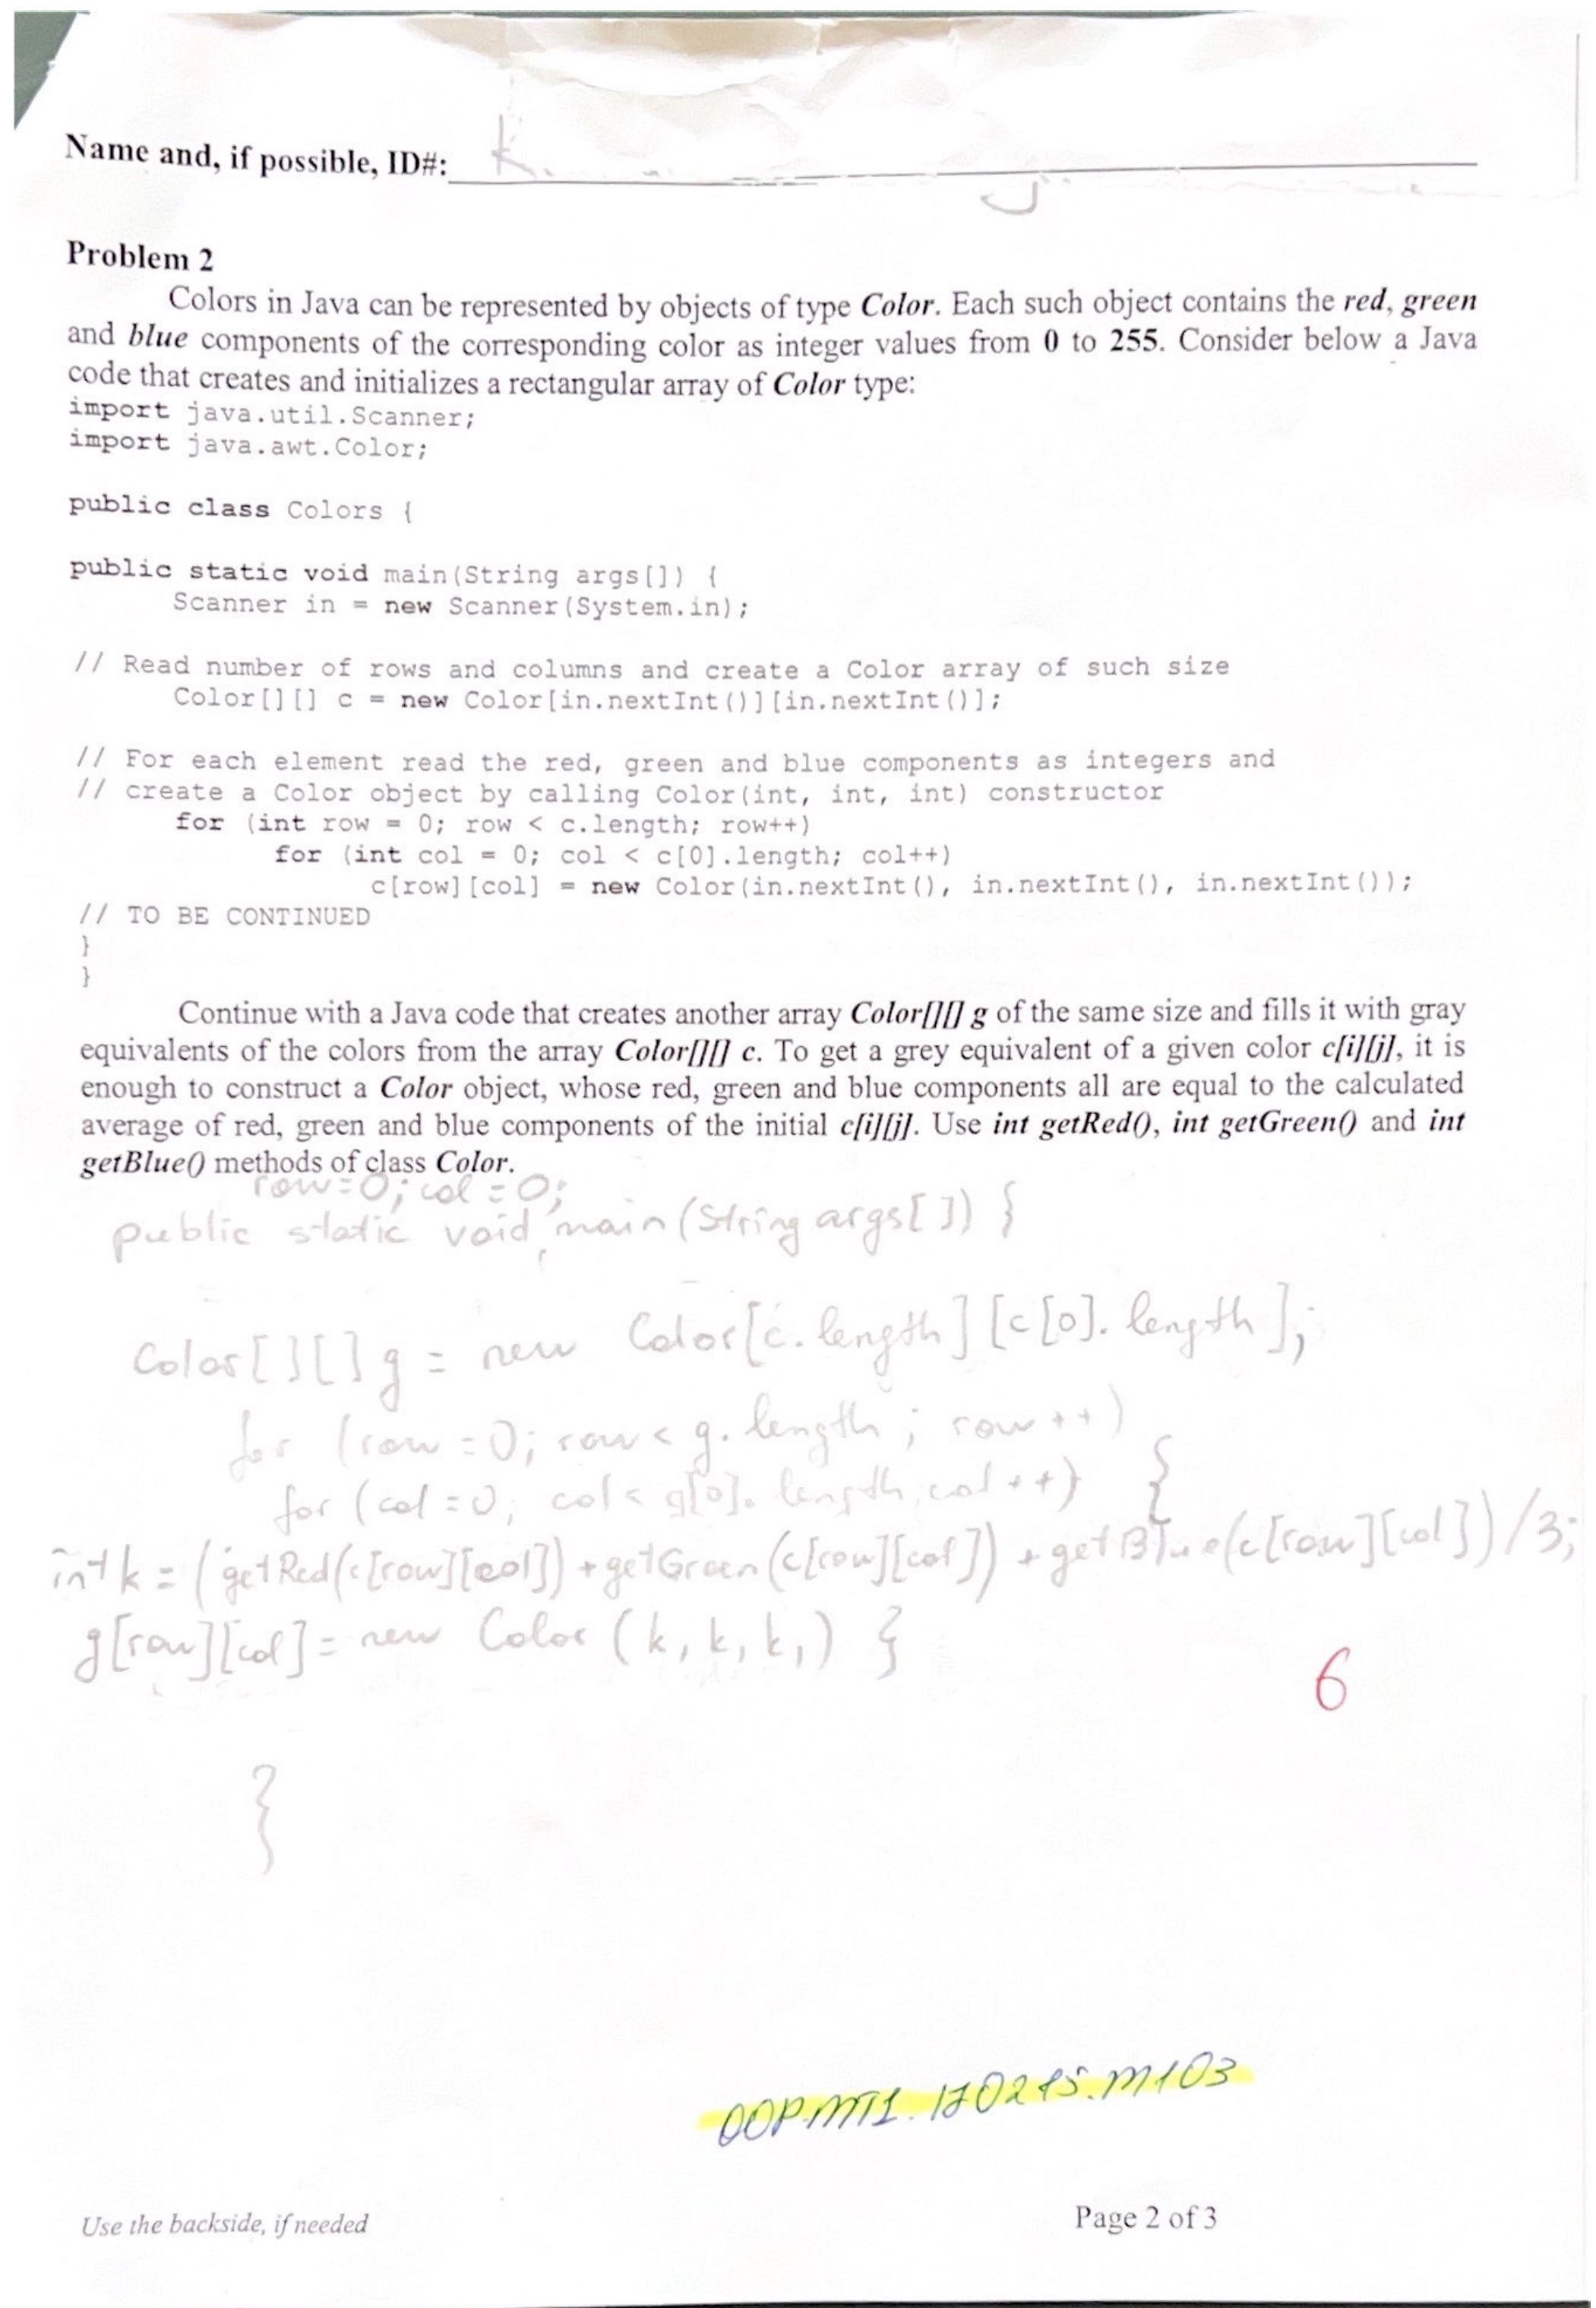 Name and, if possible, ID#:
Problem 2
Colors in Java can be represented by objects of type Color. Each such object contains the red, green
and blue components of the corresponding color as integer values from 0 to 255. Consider below a Java
code that creates and initializes a rectangular array of Color type:
import java.util.Scanner;
import java.awt.Color;
public class Colors {
public static void main(String args[]) {
Scanner in = new Scanner(System.in);
// Read number of rows and columns and create a Color array of such size
Color[][] c = new Color[in.nextInt()][in.nextInt()];
// For each element read the red, green and blue components as integers and
// create a Color object by calling Color(int, int, int) constructor
for (int row = 0; row < c.length; row++)
for (int col = 0; col < c[0].length; col++)
c[row][col] = new Color(in.nextInt(), in.nextInt(), in.nextInt());
// TO BE CONTINUED
}
}
Continue with a Java code that creates another array Color[][] g of the same size and fills it with gray
equivalents of the colors from the array Color[][] c. To get a grey equivalent of a given color c[i][j], it is
enough to construct a Color object, whose red, green and blue components all are equal to the calculated
average of red, green and blue components of the initial c[i][j]. Use int getRed(), int getGreen() and int
getBlue() methods of class Color.
row=0; col=0;
public static void main(String args[]) {
Color[][] g = new Color[c.length][c[0].length];
for (row=0; row<g.length; row++)
for (col=0; col<g[0].length, col++) {
int k = (getRed(c[row][col]) + getGreen(c[row][col]) + getBlue(c[row][col]))/3;
g[row][col] = new Color (k, k, k,) }
6
}
OOP.MT1.170215.M103
Use the backside, if needed
Page 2 of 3